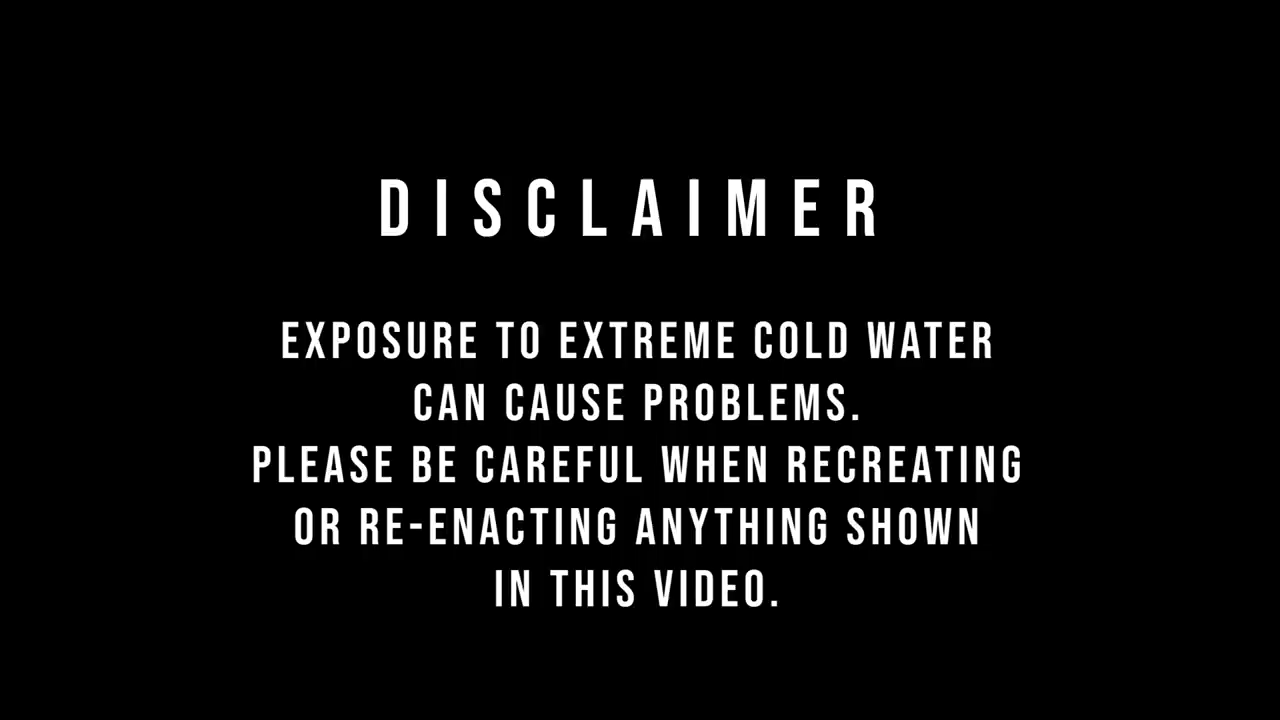 DISCLAIMER
EXPOSURE TO EXTREME COLD WATER
CAN CAUSE PROBLEMS.
PLEASE BE CAREFUL WHEN RECREATING
OR RE-ENACTING ANYTHING SHOWN
IN THIS VIDEO.